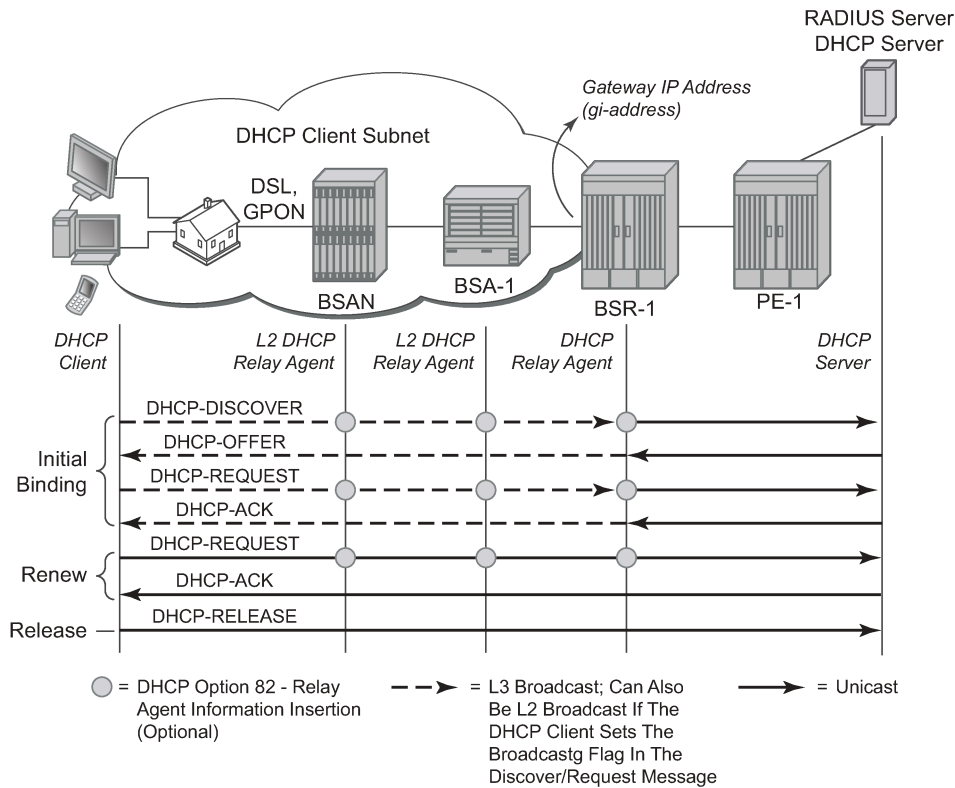 RADIUS Server
DHCP Server
Gateway IP Address
(gi-address)
DHCP Client Subnet
DSL,
GPON
BSAN
BSA-1
BSR-1
PE-1
DHCP
Client
L2 DHCP
Relay Agent
L2 DHCP
Relay Agent
DHCP
Relay Agent
DHCP
Server
Initial
Binding
DHCP-DISCOVER
DHCP-OFFER
DHCP-REQUEST
DHCP-ACK
Renew
DHCP-REQUEST
DHCP-ACK
Release
DHCP-RELEASE
= DHCP Option 82 - Relay
Agent Information Insertion
(Optional)
= L3 Broadcast; Can Also
Be L2 Broadcast If The
DHCP Client Sets The
Broadcastg Flag In The
Discover/Request Message
= Unicast